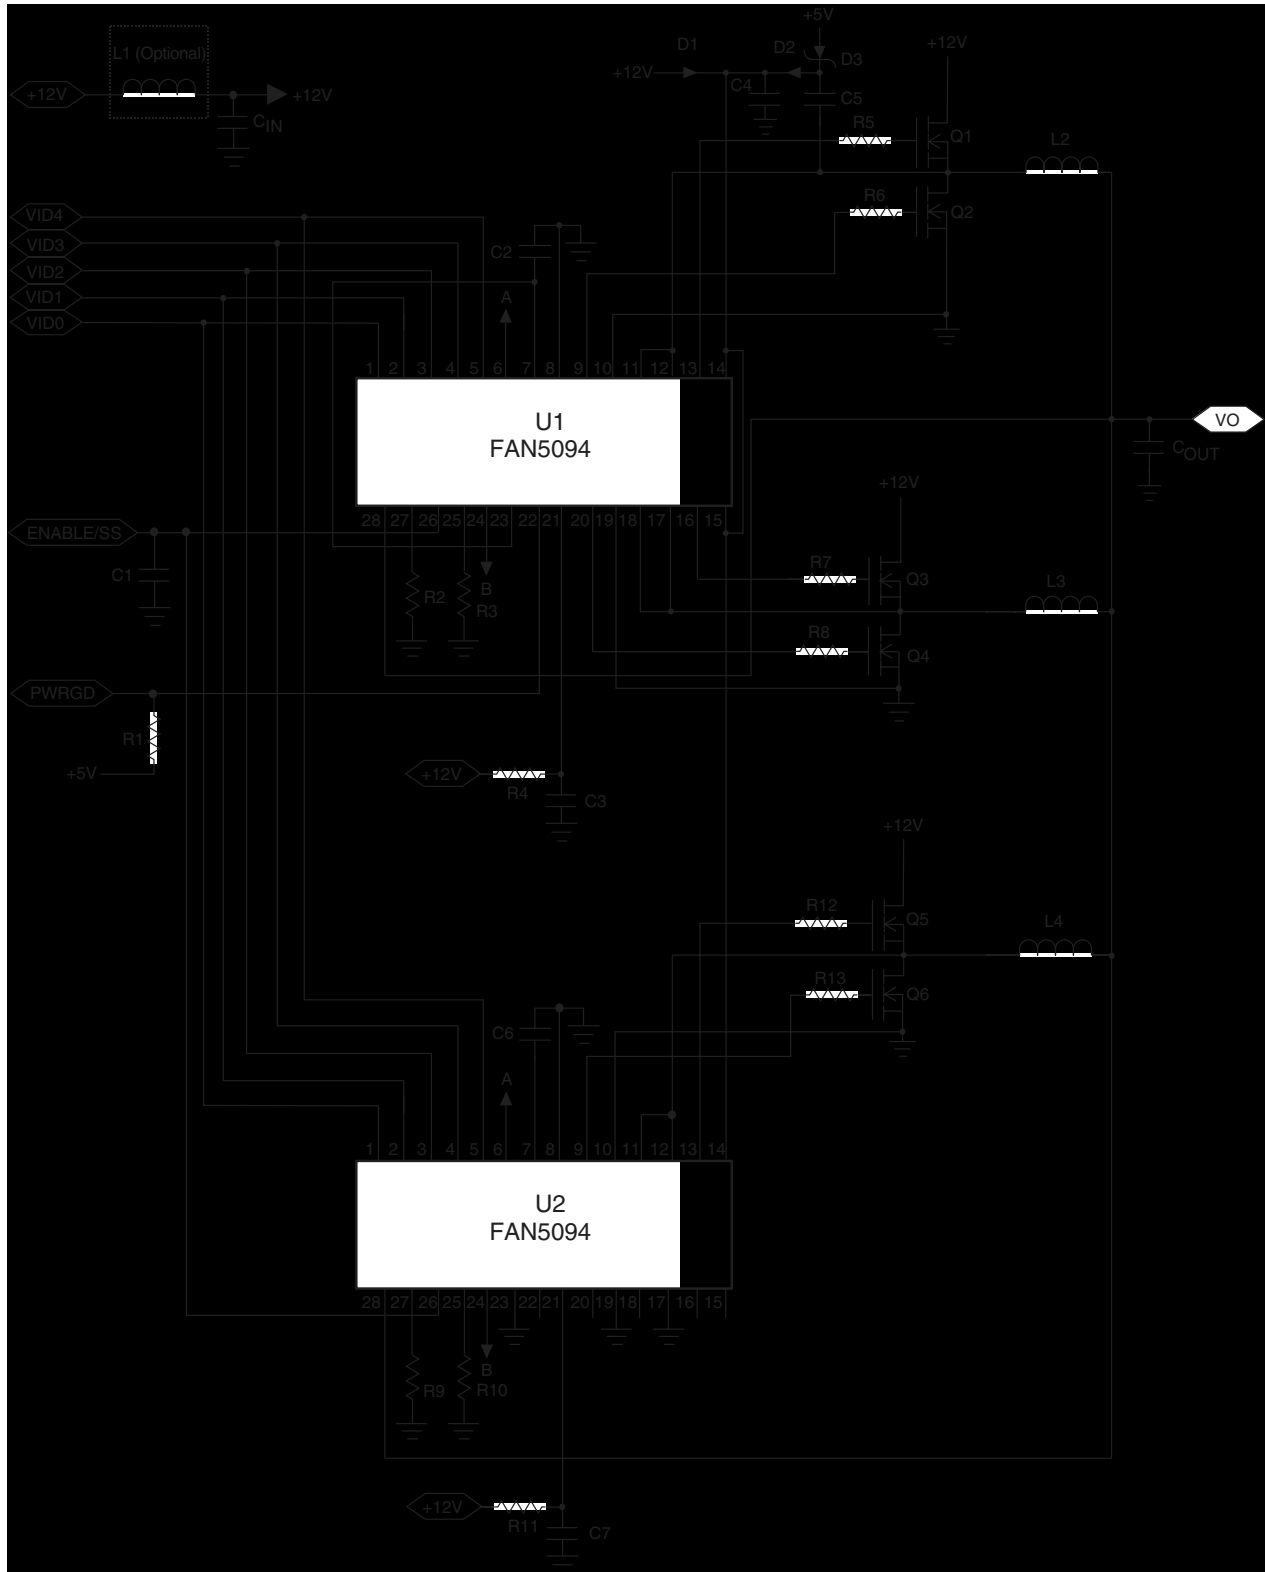 +5V
L1 (Optional)
D1
D2
D3
+12V
+12V
+12V
+12V
CIN
C4
C5
R5
Q1
L2
R6
Q2
VID4
VID3
VID2
VID1
VID0
C2
A
1 2 3 4 5 6 7 8 9 10 11 12 13 14
U1
FAN5094
VO
COUT
28 27 26 25 24 23 22 21 20 19 18 17 16 15
+12V
ENABLE/SS
C1
R2
B
R3
R7
Q3
L3
R8
Q4
PWRGD
R1
+5V
+12V
R4
C3
+12V
R12
Q5
L4
R13
Q6
C6
A
1 2 3 4 5 6 7 8 9 10 11 12 13 14
U2
FAN5094
28 27 26 25 24 23 22 21 20 19 18 17 16 15
R9
B
R10
+12V
R11
C7